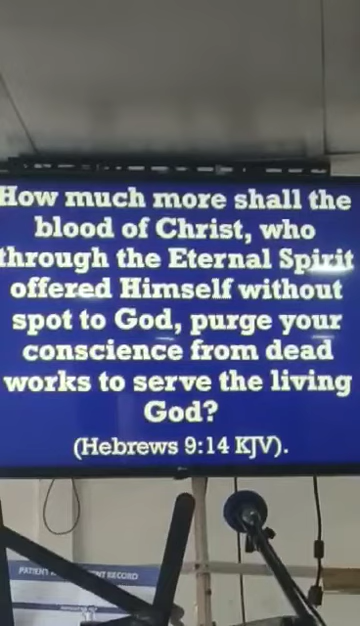 How much more shall the
blood of Christ, who
through the Eternal Spirit
offered Himself without
spot to God, purge your
conscience from dead
works to serve the living
God?
(Hebrews 9:14 KJV).
PATIENT
RECORD